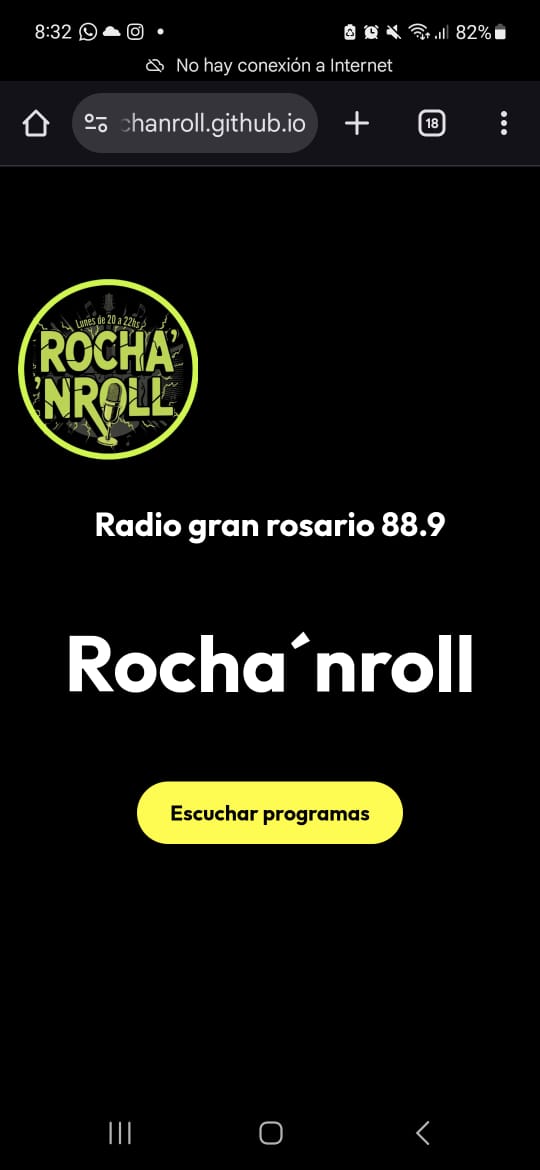 8:32
82%
No hay conexión a Internet
chanroll.github.io
18
Lunes de 20 a 22hs
ROCHA'
'NROLL
Radio gran rosario 88.9
Rocha´nroll
Escuchar programas